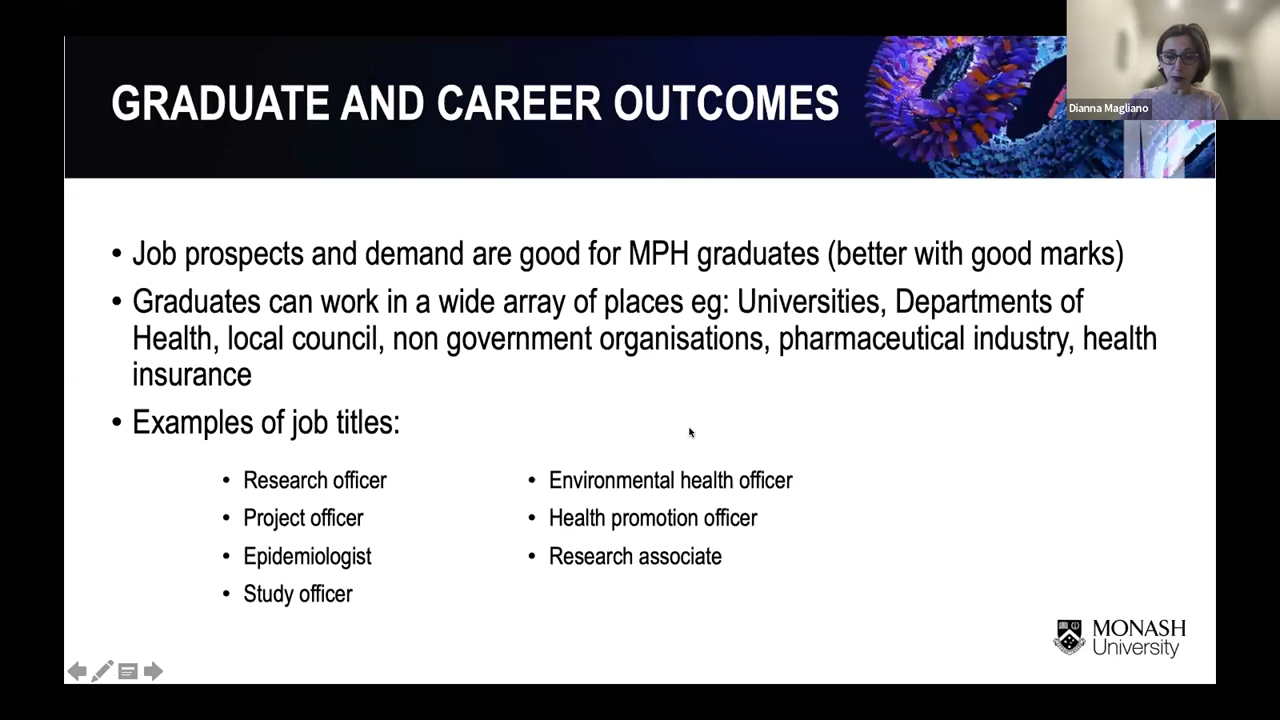 GRADUATE AND CAREER OUTCOMES
Dianna Magliano
• Job prospects and demand are good for MPH graduates (better with good marks)
• Graduates can work in a wide array of places eg: Universities, Departments of
Health, local council, non government organisations, pharmaceutical industry, health
insurance
• Examples of job titles:
• Research officer
• Project officer
• Epidemiologist
• Study officer
• Environmental health officer
• Health promotion officer
• Research associate
MONASH
University